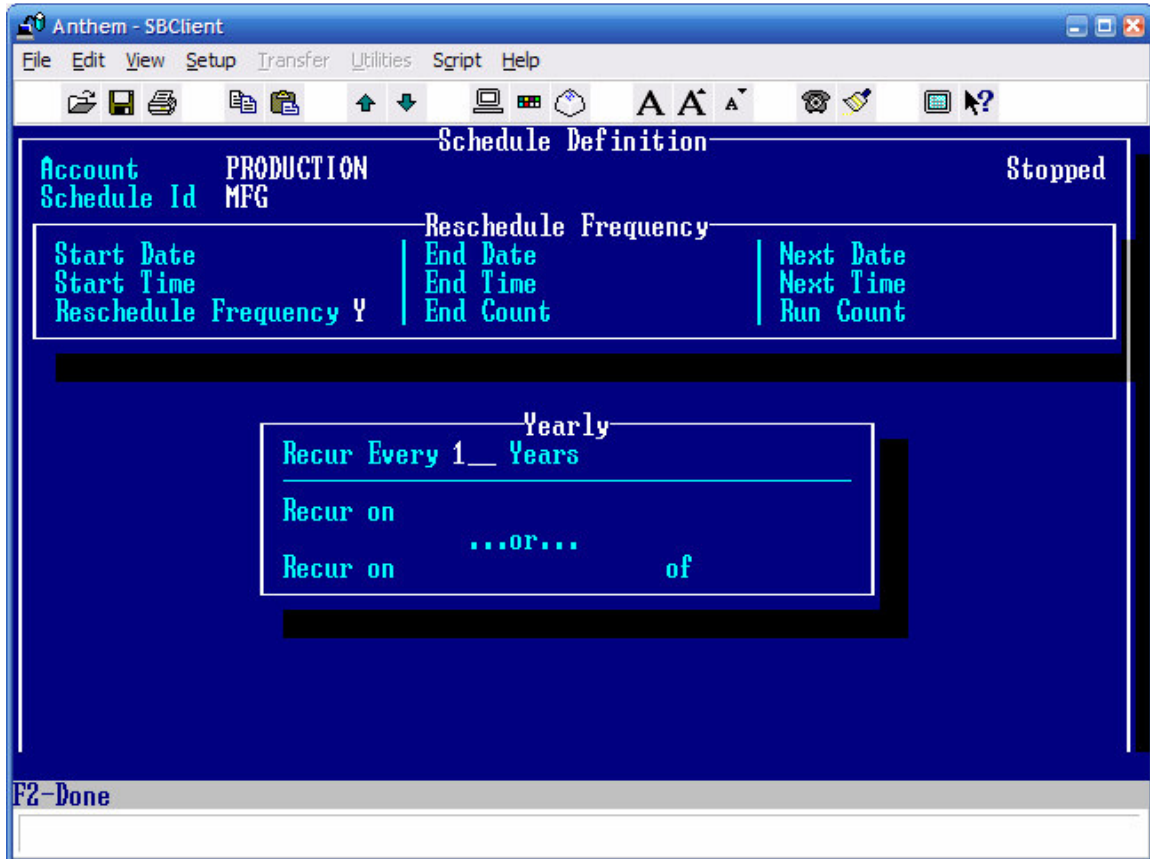 Anthem - SBClient
File Edit View Setup Transfer Utilities Script Help
A A A ?
Schedule Definition
Account PRODUCTION Stopped
Schedule Id MFG
Reschedule Frequency
Start Date End Date Next Date
Start Time End Time Next Time
Reschedule Frequency Y End Count Run Count
Yearly
Recur Every 1__ Years
Recur on
...or...
Recur on of
F2-Done